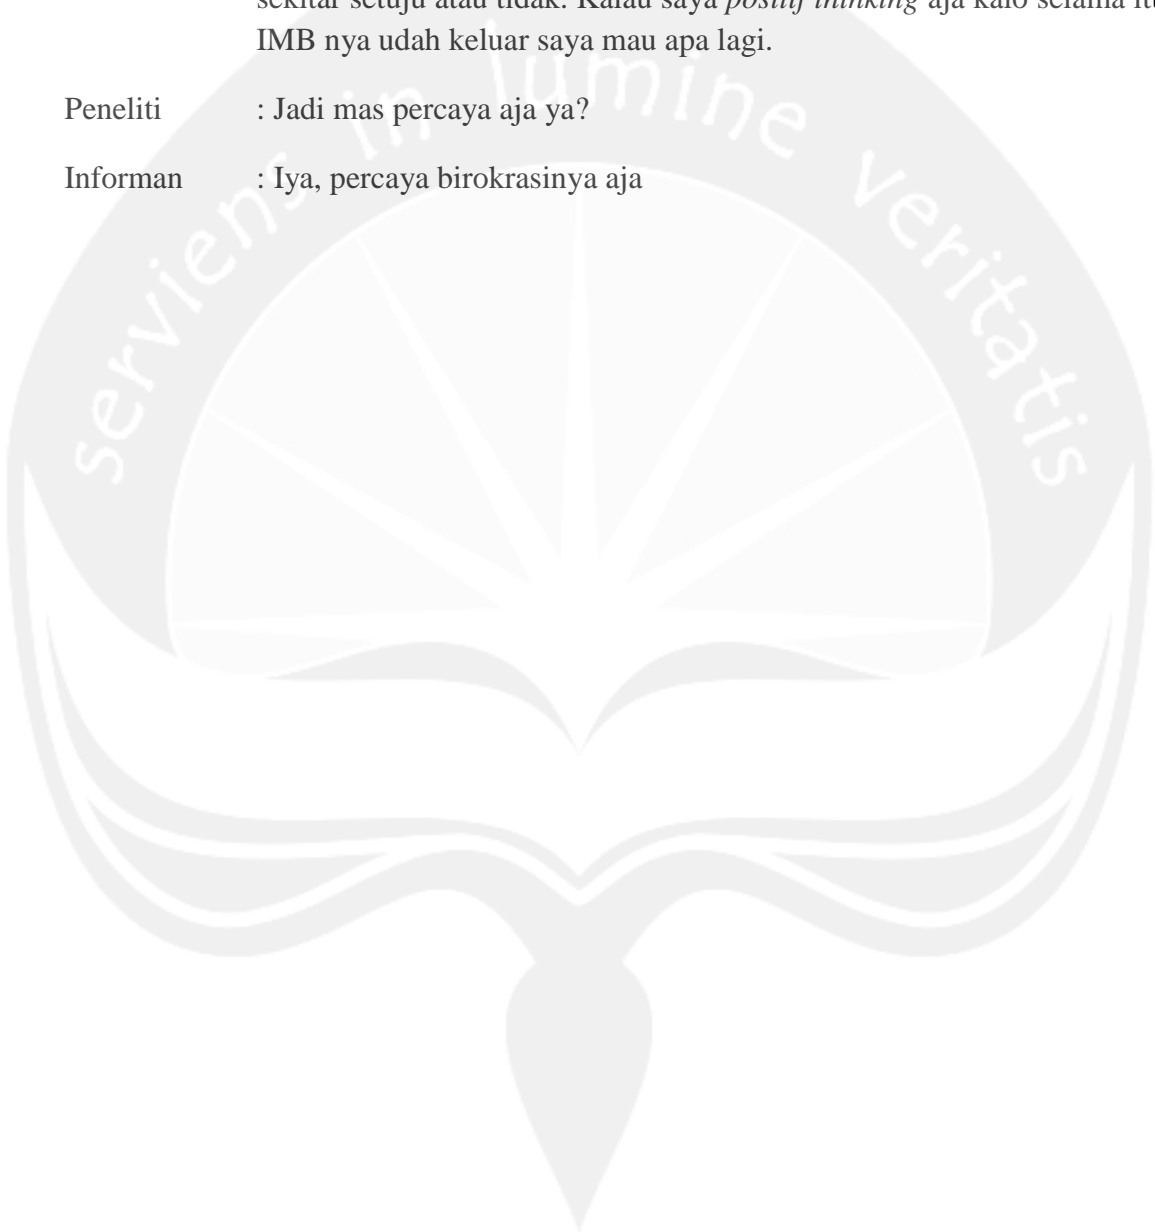 sekitar setuju atau tidak. Kalau saya positif thinking aja kalo selama itu
IMB nya udah keluar saya mau apa lagi.
Peneliti : Jadi mas percaya aja ya?
Informan : Iya, percaya birokrasinya aja
serviens in lumine veritatis